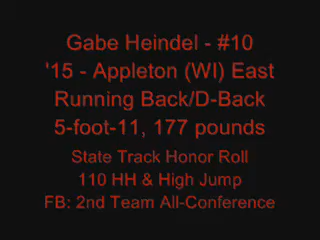 Gabe Heindel - #10
'15 - Appleton (WI) East
Running Back/D-Back
5-foot-11, 177 pounds
State Track Honor Roll
110 HH & High Jump
FB: 2nd Team All-Conference